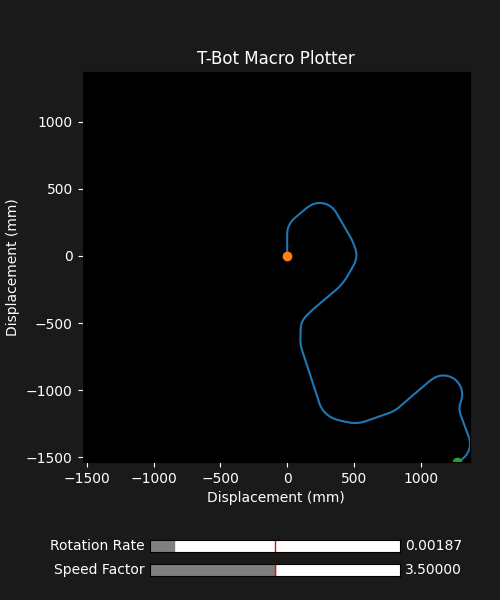 T-Bot Macro Plotter
1000
500
0
−500
−1000
−1500
Displacement (mm)
−1500 −1000 −500 0 500 1000
Displacement (mm)
Rotation Rate 0.00187
Speed Factor 3.50000